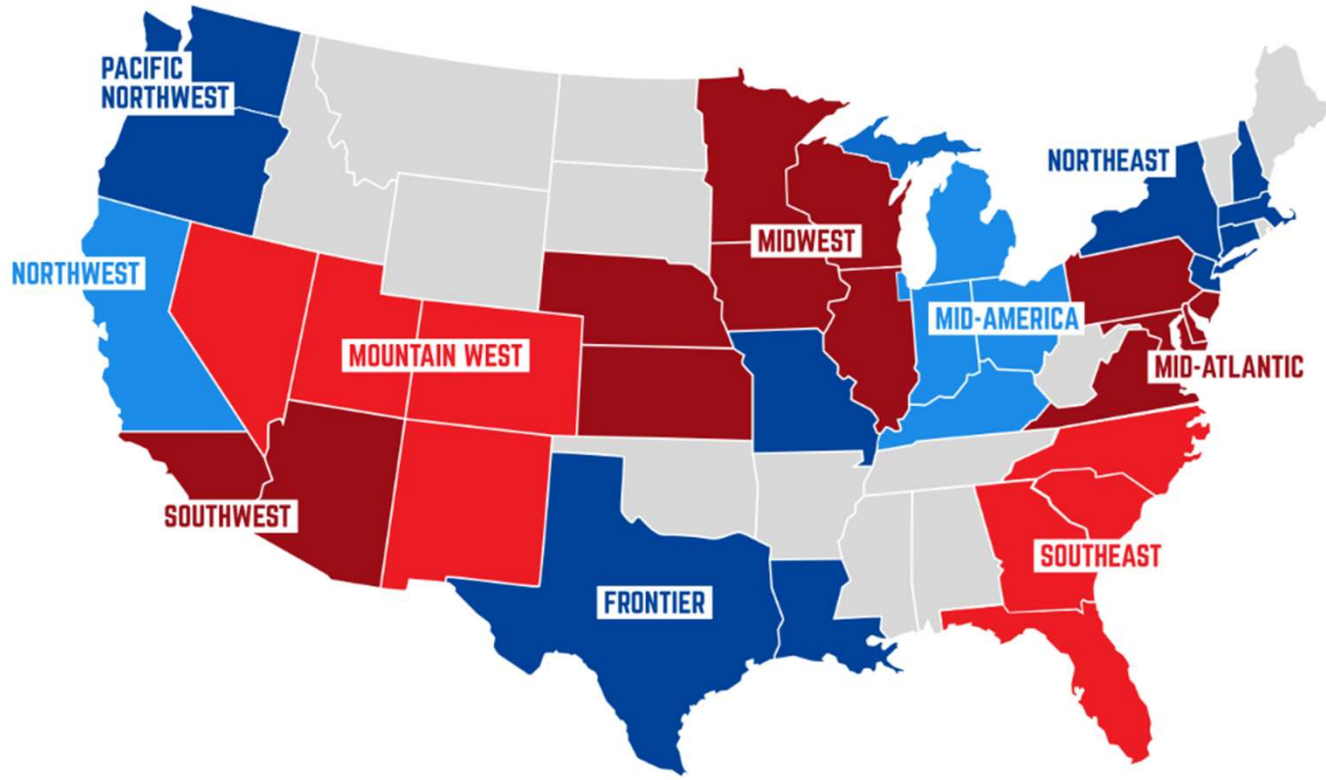 PACIFIC
NORTHWEST
NORTHEAST
MIDWEST
NORTHWEST
MID-AMERICA
MOUNTAIN WEST
MID-ATLANTIC
SOUTHWEST
SOUTHEAST
FRONTIER